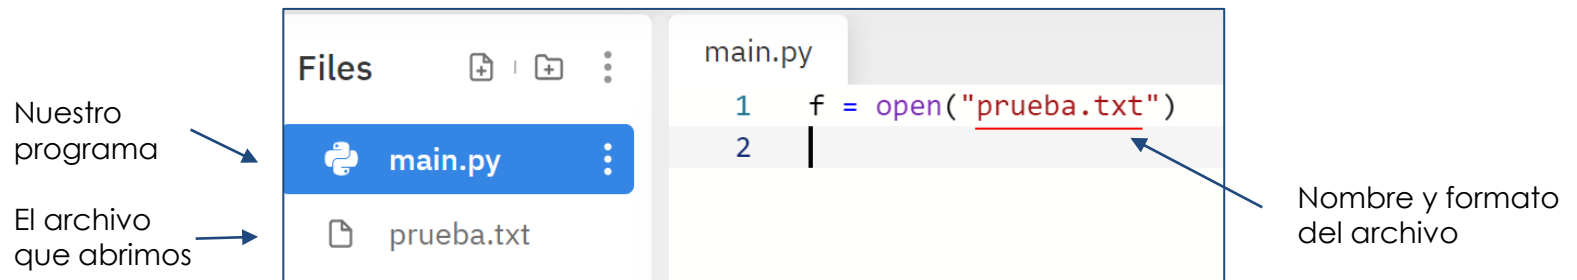 Nuestro
programa
El archivo
que abrimos
Files
main.py
prueba.txt
main.py
1 f = open("prueba.txt")
2
Nombre y formato
del archivo